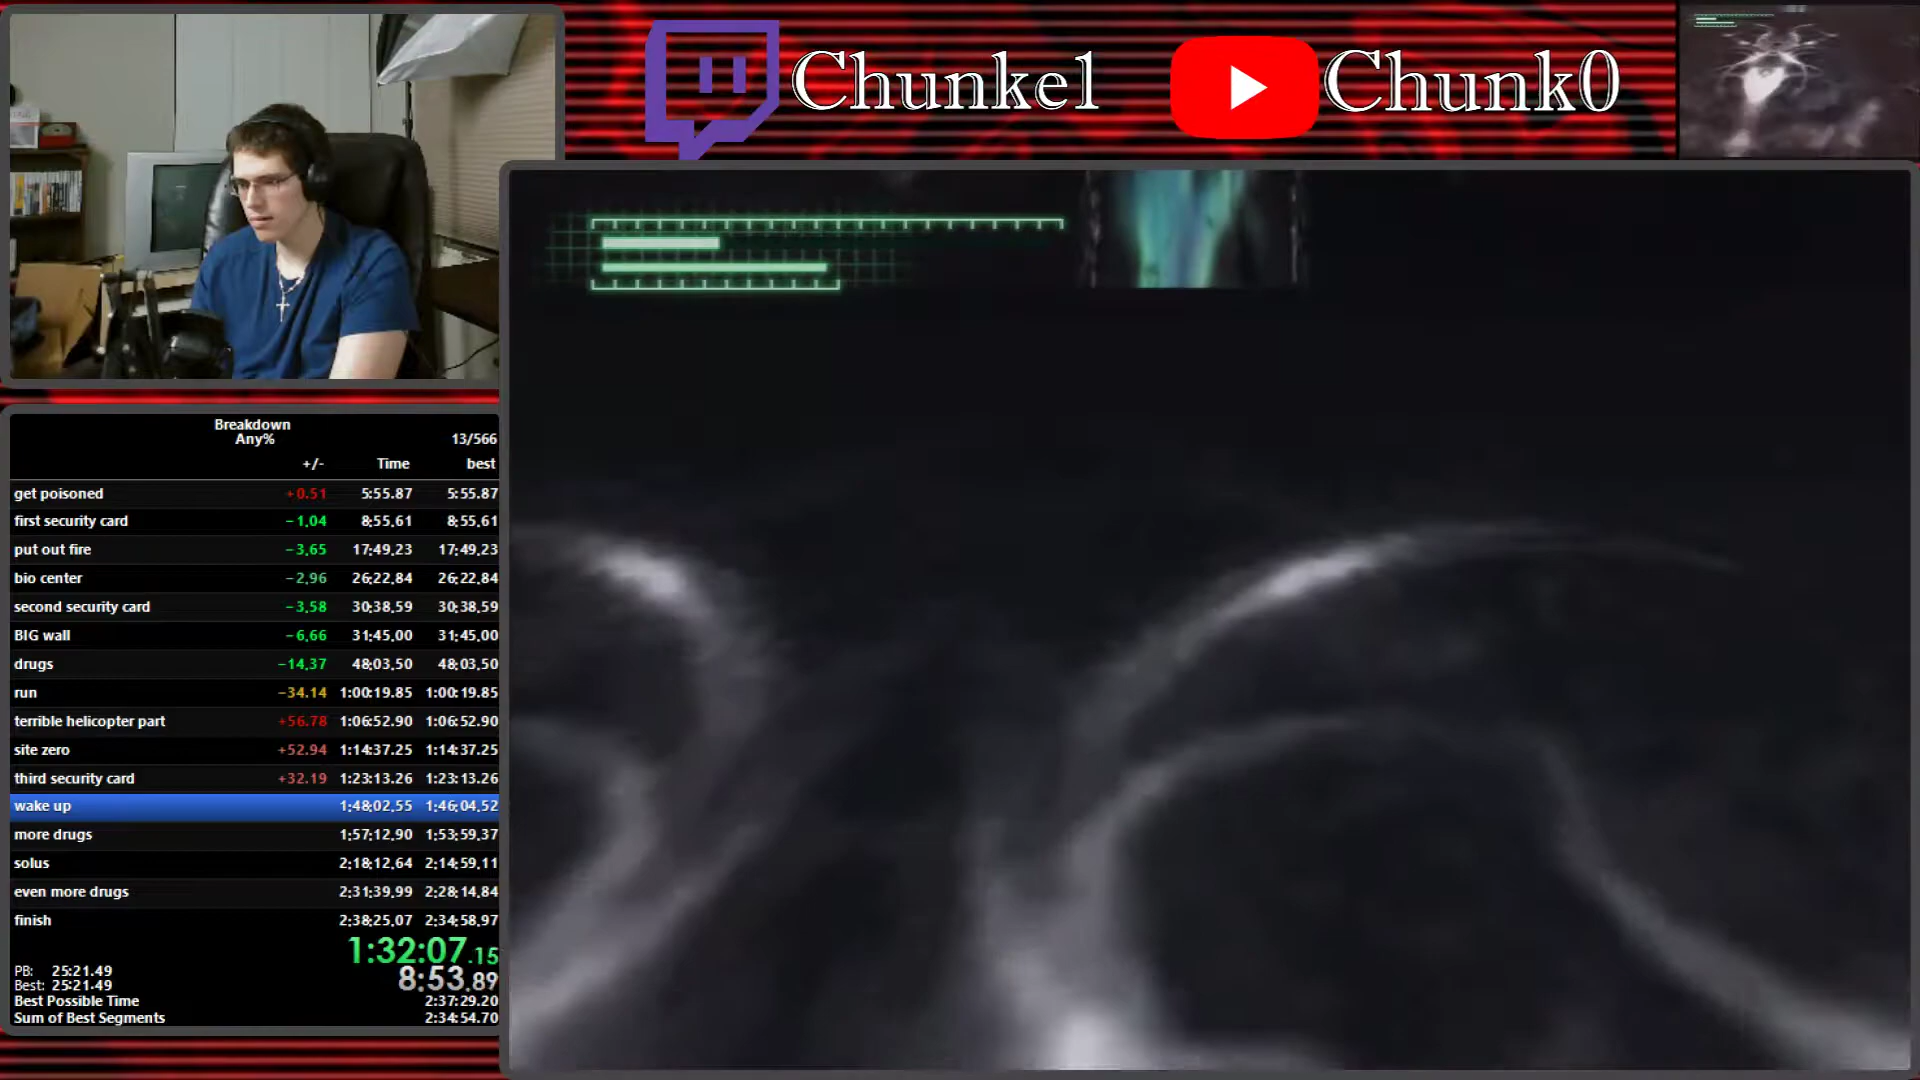 Chunkel
Chunk0
Breakdown
Any% 13/566
+/- Time best
get poisoned +0.51 5:55.87 5:55.87
first security card -1.04 8:55.61 8:55.61
put out fire -3.65 17:49.23 17:49.23
bio center -2.96 26:22.84 26:22.84
second security card -3.58 30:38.59 30:38.59
BIG wall -6.66 31:45.00 31:45.00
drugs -14.37 48:03.50 48:03.50
run -34.14 1:00:19.85 1:00:19.85
terrible helicopter part +56.78 1:06:52.90 1:06:52.90
site zero +52.94 1:14:37.25 1:14:37.25
third security card +32.19 1:23:13.26 1:23:13.26
wake up 1:48:02.55 1:46:04.52
more drugs 1:57:12.90 1:53:59.37
solus 2:18:12.64 2:14:59.11
even more drugs 2:31:39.99 2:28:14.84
finish 2:38:25.07 2:34:58.97
1:32:07.15
PB: 25:21.49
8:53.89
Best: 25:21.49
Best Possible Time 2:37:29.20
Sum of Best Segments 2:34:54.70